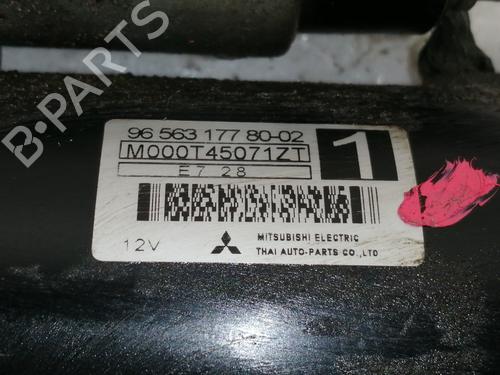 B-PARTS
96 563 177 80-02
M000T45071ZT
E7 28
1
12V
MITSUBISHI ELECTRIC
THAI AUTO-PARTS CO.,LTD